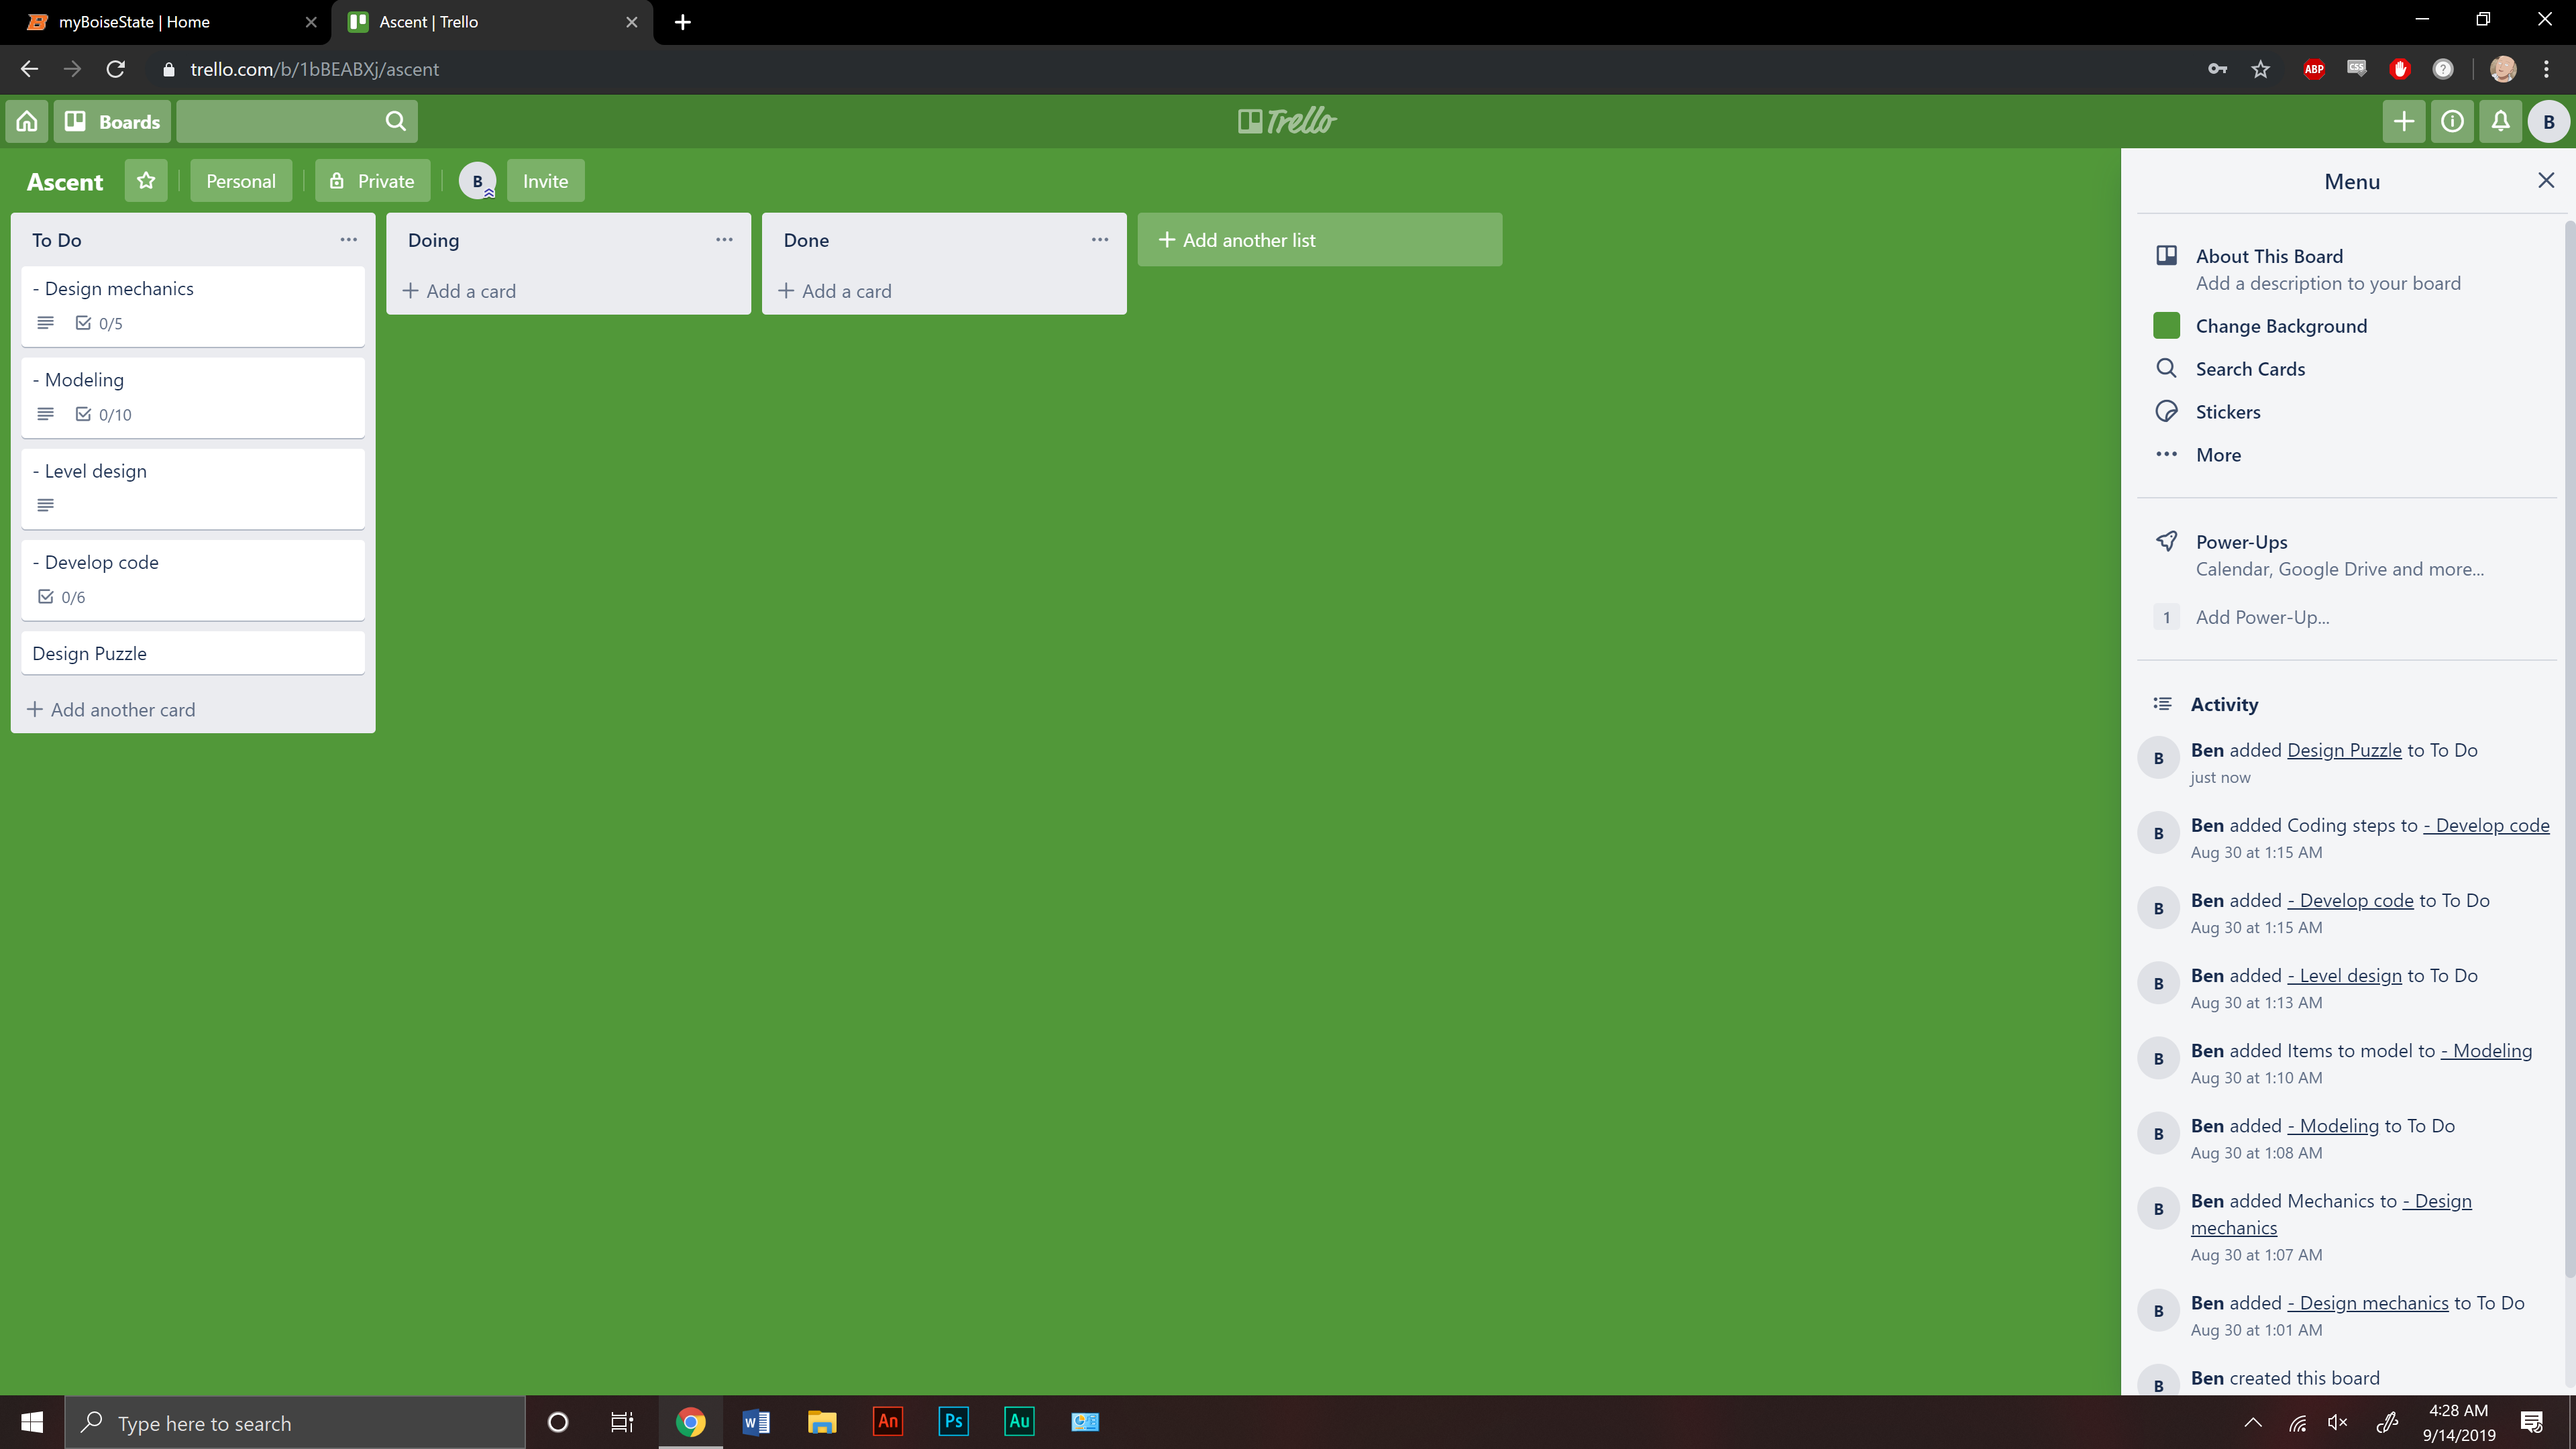 myBoiseState | Home
Ascent | Trello
trello.com/b/1bBEABXj/ascent
ABP
CSS
Boards
Trello
B
Ascent
Personal
Private
B
Invite
To Do
- Design mechanics
0/5
- Modeling
0/10
- Level design
- Develop code
0/6
Design Puzzle
+ Add another card
Doing
+ Add a card
Done
+ Add a card
+ Add another list
Menu
About This Board
Add a description to your board
Change Background
Search Cards
Stickers
More
Power-Ups
Calendar, Google Drive and more...
1 Add Power-Up...
Activity
B Ben added Design Puzzle to To Do
just now
B Ben added Coding steps to - Develop code
Aug 30 at 1:15 AM
B Ben added - Develop code to To Do
Aug 30 at 1:15 AM
B Ben added - Level design to To Do
Aug 30 at 1:13 AM
B Ben added Items to model to - Modeling
Aug 30 at 1:10 AM
B Ben added - Modeling to To Do
Aug 30 at 1:08 AM
B Ben added Mechanics to - Design
mechanics
Aug 30 at 1:07 AM
B Ben added - Design mechanics to To Do
Aug 30 at 1:01 AM
B Ben created this board
Type here to search
W
An
Ps
Au
4:28 AM
9/14/2019